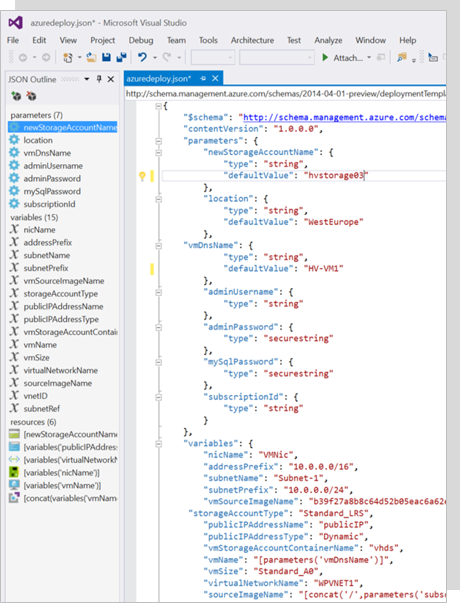 azuredeploy.json* - Microsoft Visual Studio
File Edit View Project Debug Team Tools Architecture Test Analyze Window Help
Attach...
JSON Outline
azuredeploy.json*
http://schema.management.azure.com/schemas/2014-04-01-preview/deploymentTempl
parameters (7)
newStorageAccountName
location
vmDnsName
adminUsername
adminPassword
mySqlPassword
subscriptionId
variables (15)
nicName
addressPrefix
subnetName
subnetPrefix
vmSourceImageName
storageAccountType
publicIPAddressName
publicIPAddressType
vmStorageAccountContai
vmName
vmSize
virtualNetworkName
sourceImageName
vnetID
subnetRef
resources (6)
[newStorageAccountName
[variables('publicIPAddres
[variables('virtualNetwork
[variables('nicName')]
[variables('vmName')]
[concat(variables('vmNam
{
"$schema": "http://schema.management.azure.com/schema
"contentVersion": "1.0.0.0",
"parameters": {
"newStorageAccountName": {
"type": "string",
"defaultValue": "hvstorage03"
},
"location": {
"type": "string",
"defaultValue": "WestEurope"
},
"vmDnsName": {
"type": "string",
"defaultValue": "HV-VM1"
},
"adminUsername": {
"type": "string"
},
"adminPassword": {
"type": "securestring"
},
"mySqlPassword": {
"type": "securestring"
},
"subscriptionId": {
"type": "string"
}
},
"variables": {
"nicName": "VMNic",
"addressPrefix": "10.0.0.0/16",
"subnetName": "Subnet-1",
"subnetPrefix": "10.0.0.0/24",
"vmSourceImageName": "b39f27a8b8c64d52b05eac6a62
"storageAccountType": "Standard_LRS",
"publicIPAddressName": "publicIP",
"publicIPAddressType": "Dynamic",
"vmStorageAccountContainerName": "vhds",
"vmName": "[parameters('vmDnsName')]",
"vmSize": "Standard_A0",
"virtualNetworkName": "WPVNET1",
"sourceImageName": "[concat('/',parameters('subsc